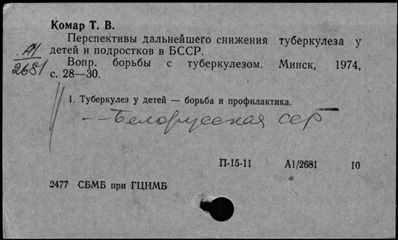 Комар Т. В.
Перспективы дальнейшего снижения туберкулеза у
детей и подростков в БССР.
А1/
2681
Вопр. борьбы с туберкулезом. Минск, 1974,
с. 28—30.
1. Туберкулез у детей — борьба и профилактика.
—Белорусская ССР
П-15-11 А1/2681 10
2477 СБМБ при ГЦНМБ